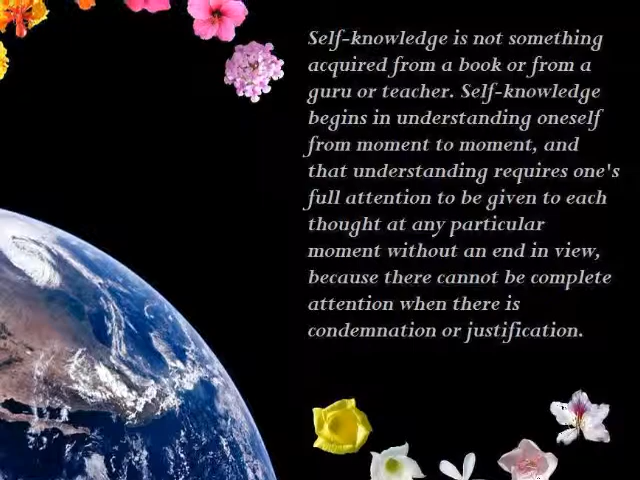 Self-knowledge is not something
acquired from a book or from a
guru or teacher. Self-knowledge
begins in understanding oneself
from moment to moment, and
that understanding requires one's
full attention to be given to each
thought at any particular
moment without an end in view,
because there cannot be complete
attention when there is
condemnation or justification.